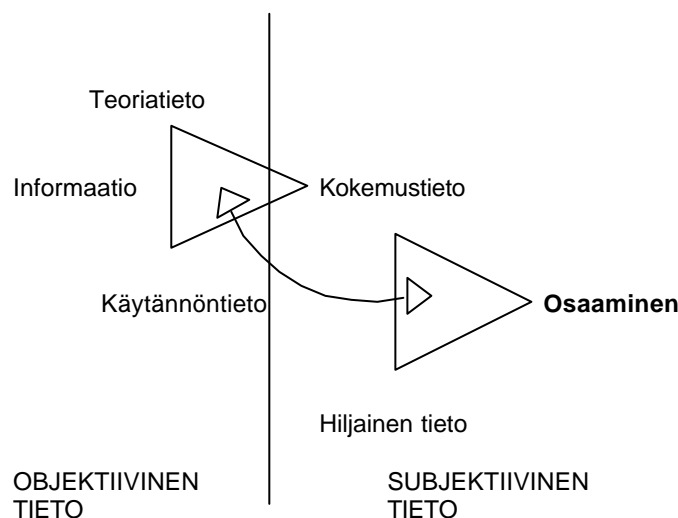 Teoriatieto
Informaatio
Kokemustieto
Käytännöntieto
Osaaminen
Hiljainen tieto
OBJEKTIIVINEN
TIETO
SUBJEKTIIVINEN
TIETO